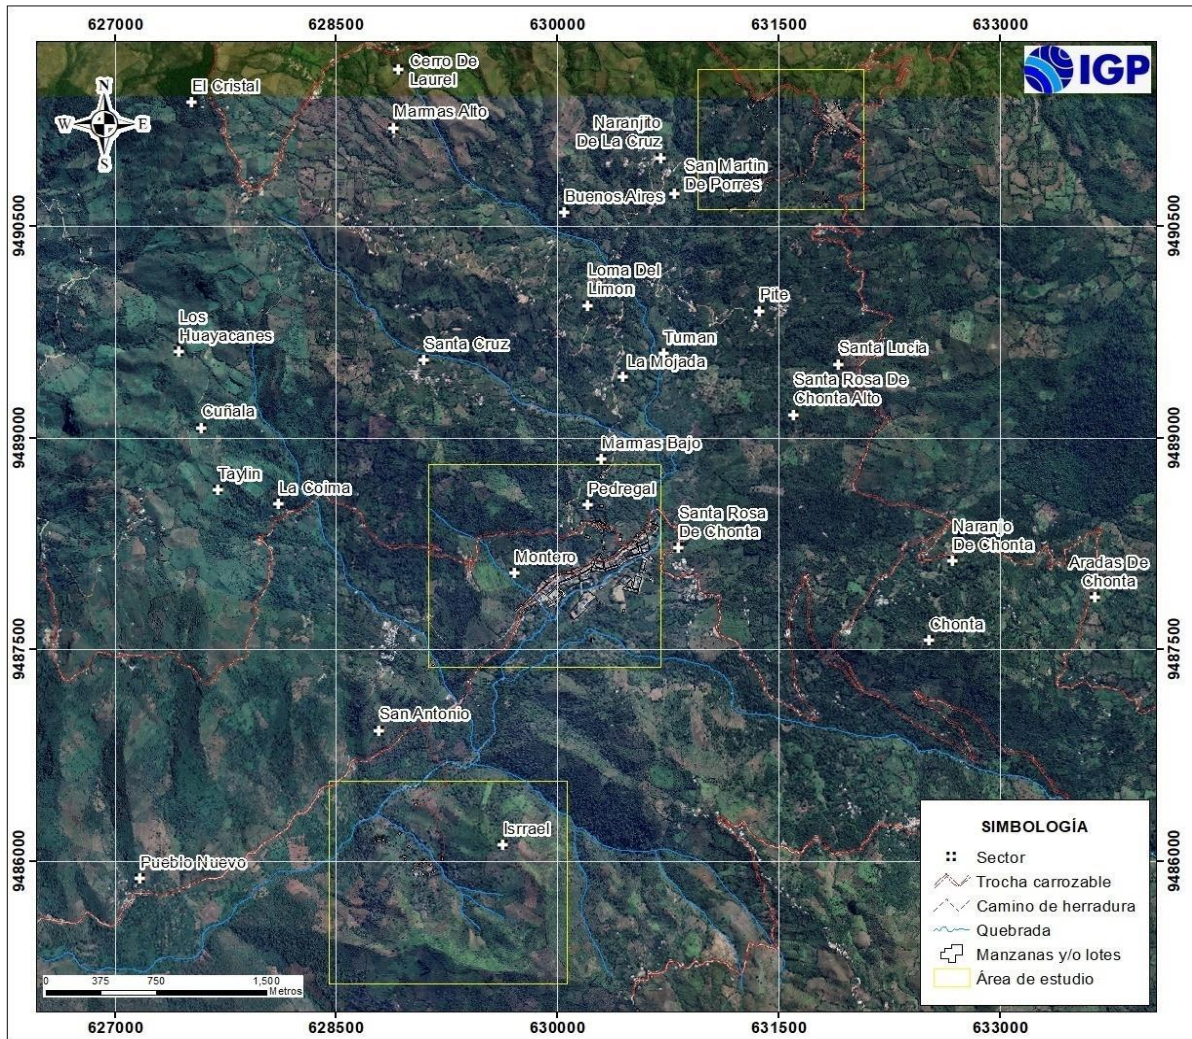 627000
628500
630000
631500
633000
IGP
Cerro De
Laurel
El Cristal
N
W
E
S
Marmas Alto
Naranjito
De La Cruz
San Martin
De Porres
Buenos Aires
9490500
9490500
Loma Del
Limon
Pite
Los
Huayacanes
Santa Cruz
Tuman
La Mojada
Santa Lucia
Santa Rosa De
Chonta Alto
Cuñala
9489000
9489000
Marmas Bajo
Taylin
La Coima
Pedregal
Santa Rosa
De Chonta
Naranjo
De Chonta
Montero
Aradas De
Chonta
Chonta
9487500
9487500
San Antonio
Isrrael
Pueblo Nuevo
9486000
9486000
SIMBOLOGÍA
Sector
Trocha carrozable
Camino de herradura
Quebrada
Manzanas y/o lotes
Área de estudio
0 375 750 1,500
Metros
627000
628500
630000
631500
633000